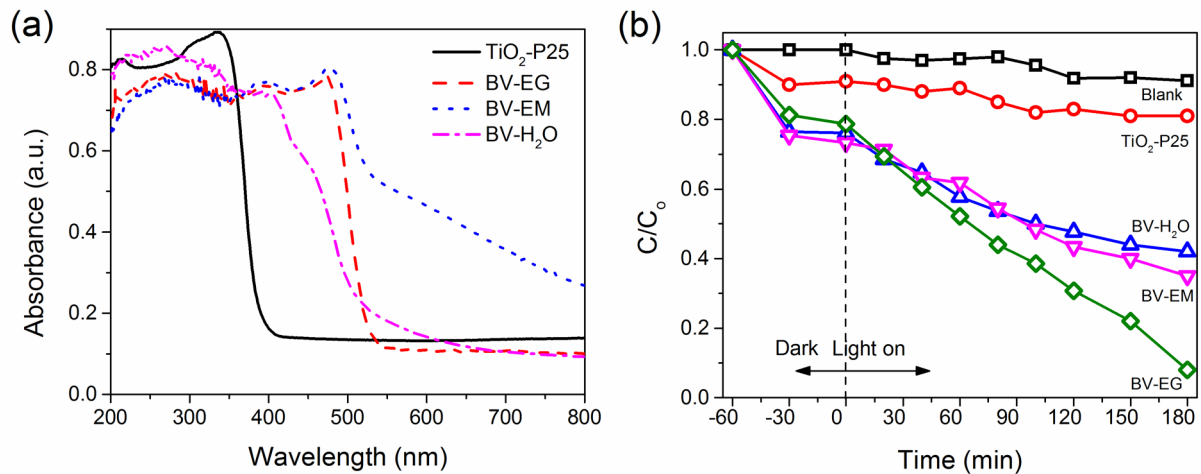 (a)
TiO₂-P25
BV-EG
BV-EM
BV-H₂O
Absorbance (a.u.)
0.8
0.6
0.4
0.2
0.0
200 300 400 500 600 700 800
Wavelength (nm)
(b)
1.0
0.8
0.6
0.4
0.2
0.0
C/Cₒ
Blank
TiO₂-P25
BV-H₂O
BV-EM
BV-EG
Dark Light on
-60 -30 0 30 60 90 120 150 180
Time (min)